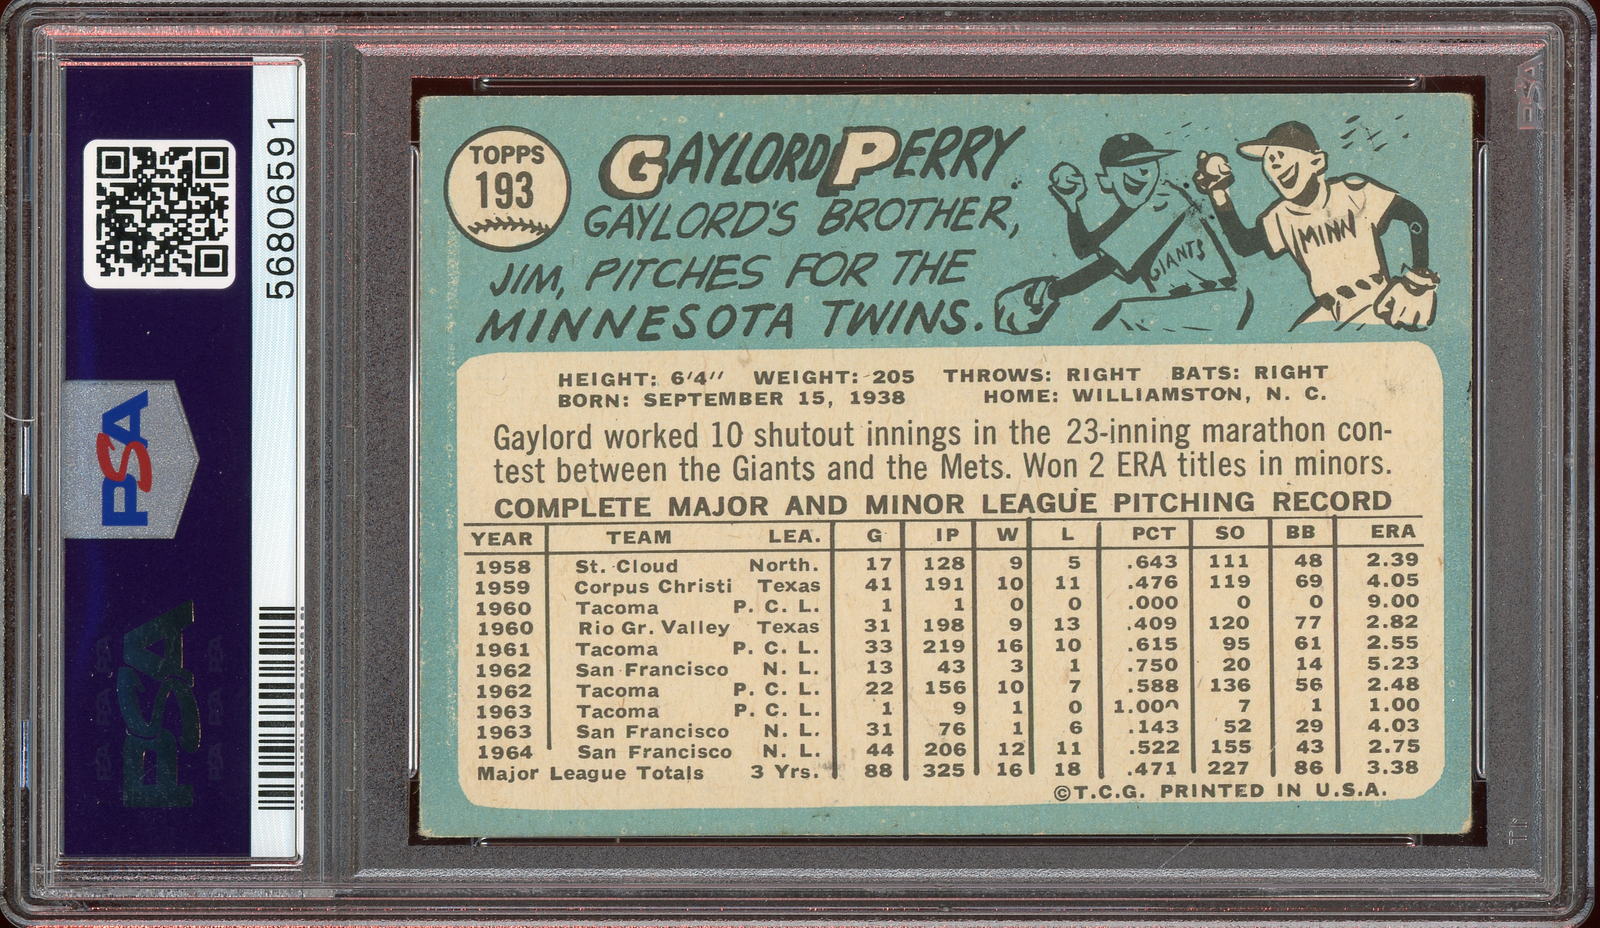 56806591
PSA
PSA
PSA
TOPPS
193
GAYLORD PERRY
GAYLORD'S BROTHER,
JIM, PITCHES FOR THE
MINNESOTA TWINS.
GIANTS
MINN
HEIGHT: 6'4" WEIGHT: 205 THROWS: RIGHT BATS: RIGHT
BORN: SEPTEMBER 15, 1938 HOME: WILLIAMSTON, N. C.
Gaylord worked 10 shutout innings in the 23-inning marathon con-
test between the Giants and the Mets. Won 2 ERA titles in minors.
COMPLETE MAJOR AND MINOR LEAGUE PITCHING RECORD
YEAR TEAM LEA. G IP W L PCT SO BB ERA
1958 St. Cloud North. 17 128 9 5 .643 111 48 2.39
1959 Corpus Christi Texas 41 191 10 11 .476 119 69 4.05
1960 Tacoma P. C. L. 1 1 0 0 .000 0 0 9.00
1960 Rio Gr. Valley Texas 31 198 9 13 .409 120 77 2.82
1961 Tacoma P. C. L. 33 219 16 10 .615 95 61 2.55
1962 San Francisco N. L. 13 43 3 1 .750 20 14 5.23
1962 Tacoma P. C. L. 22 156 10 7 .588 136 56 2.48
1963 Tacoma P. C. L. 1 9 1 0 1.000 7 1 1.00
1963 San Francisco N. L. 31 76 1 6 .143 52 29 4.03
1964 San Francisco N. L. 44 206 12 11 .522 155 43 2.75
Major League Totals 3 Yrs. 88 325 16 18 .471 227 86 3.38
©T.C.G. PRINTED IN U.S.A.